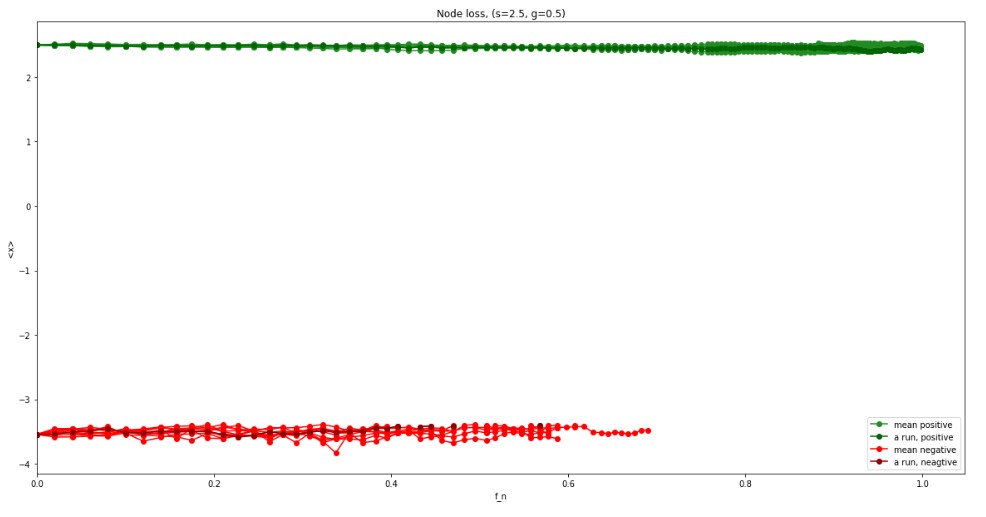 Node loss, (s=2.5, g=0.5)
2
1
0
−1
−2
−3
−4
<x>
0.0 0.2 0.4 0.6 0.8 1.0
f_n
mean positive
a run, positive
mean negative
a run, neagtive